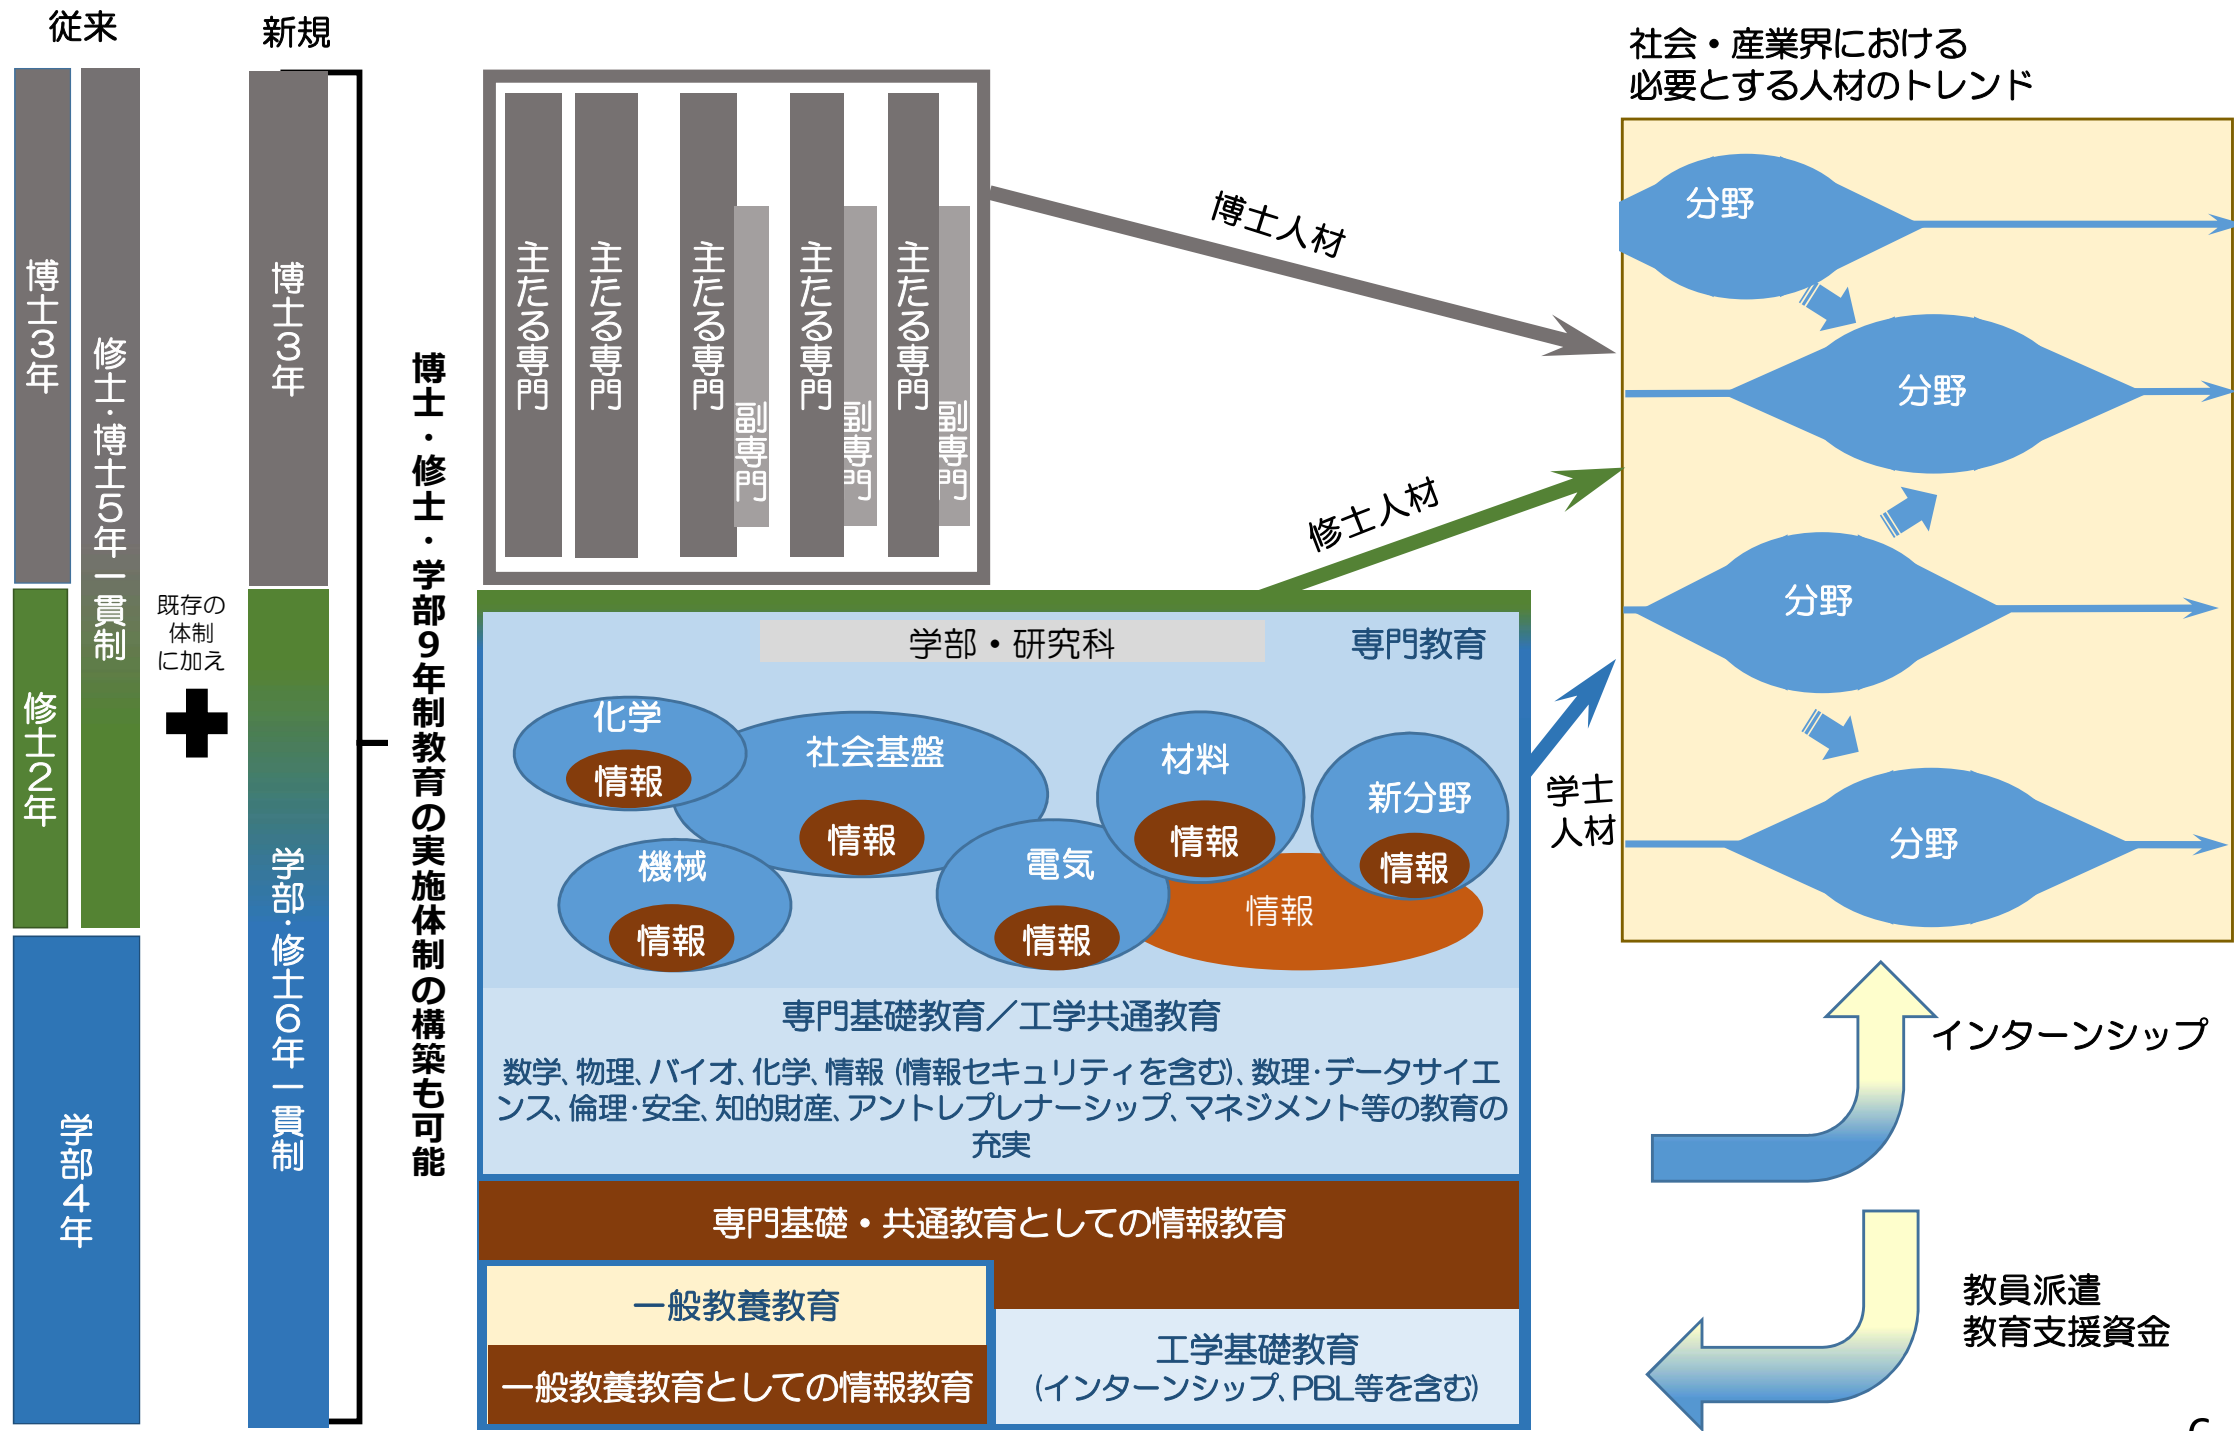 従来
新規
博士3年
修士・博士5年一貫制
修士2年
学部4年
既存の
体制
に加え
博士3年
学部・修士6年一貫制
博士・修士・学部9年制教育の実施体制の構築も可能
主たる専門
主たる専門
主たる専門
副専門
主たる専門
副専門
主たる専門
副専門
博士人材
修士人材
学士
人材
学部・研究科
専門教育
化学
情報
社会基盤
情報
機械
情報
電気
情報
材料
情報
新分野
情報
情報
専門基礎教育／工学共通教育
数学、物理、バイオ、化学、情報（情報セキュリティを含む）、数理・データサイエ
ンス、倫理・安全、知的財産、アントレプレナーシップ、マネジメント等の教育の
充実
専門基礎・共通教育としての情報教育
一般教養教育
一般教養教育としての情報教育
工学基礎教育
（インターンシップ、PBL等を含む）
社会・産業界における
必要とする人材のトレンド
分野
分野
分野
分野
インターンシップ
教員派遣
教育支援資金